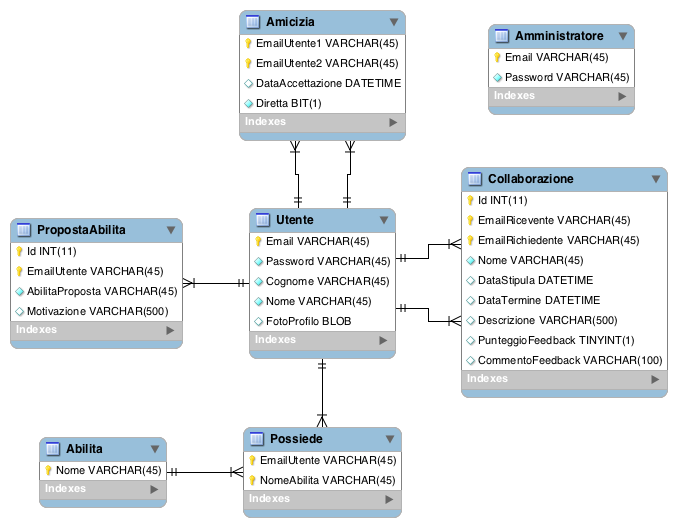 Amicizia
EmailUtente1 VARCHAR(45)
EmailUtente2 VARCHAR(45)
DataAccettazione DATETIME
Diretta BIT(1)
Indexes
Amministratore
Email VARCHAR(45)
Password VARCHAR(45)
Indexes
PropostaAbilita
Id INT(11)
EmailUtente VARCHAR(45)
AbilitaProposta VARCHAR(45)
Motivazione VARCHAR(500)
Indexes
Utente
Email VARCHAR(45)
Password VARCHAR(45)
Cognome VARCHAR(45)
Nome VARCHAR(45)
FotoProfilo BLOB
Indexes
Collaborazione
Id INT(11)
EmailRicevente VARCHAR(45)
EmailRichiedente VARCHAR(45)
Nome VARCHAR(45)
DataStipula DATETIME
DataTermine DATETIME
Descrizione VARCHAR(500)
PunteggioFeedback TINYINT(1)
CommentoFeedback VARCHAR(100)
Indexes
Abilita
Nome VARCHAR(45)
Indexes
Possiede
EmailUtente VARCHAR(45)
NomeAbilita VARCHAR(45)
Indexes